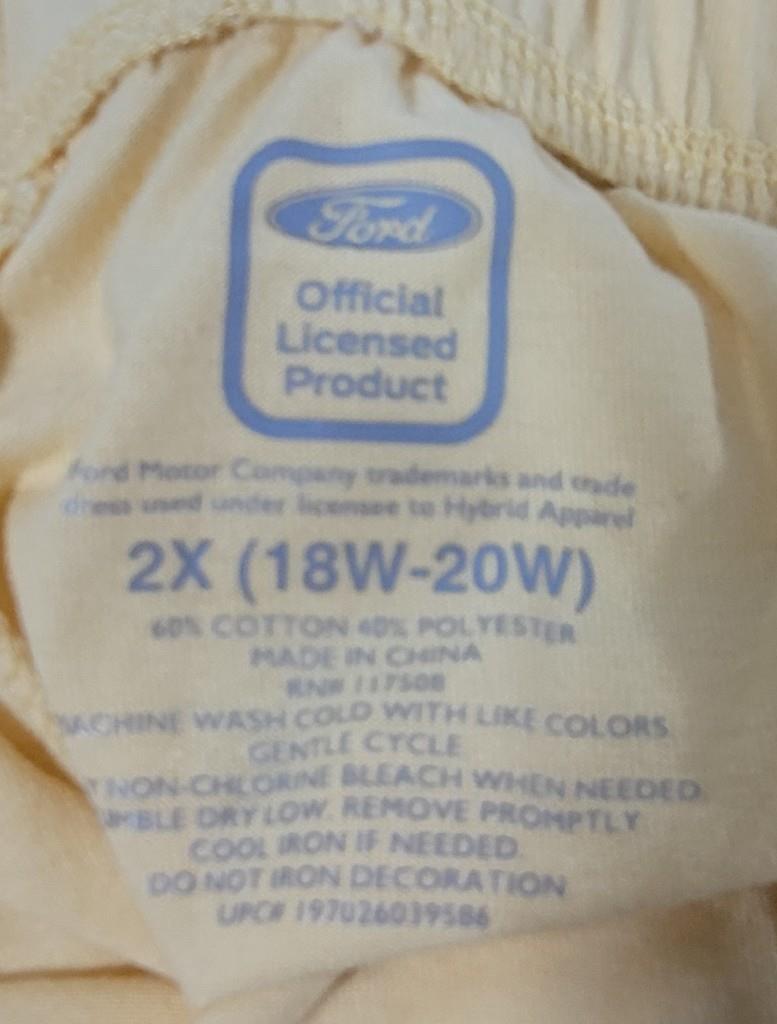 Ford
Official
Licensed
Product
Ford Motor Company trademarks and trade
dress used under licensee to Hybrid Apparel
2X (18W-20W)
60% COTTON 40% POLYESTER
MADE IN CHINA
RN# 117508
MACHINE WASH COLD WITH LIKE COLORS
GENTLE CYCLE
NON-CHLORINE BLEACH WHEN NEEDED
UMBLE DRY LOW. REMOVE PROMPTLY
COOL IRON IF NEEDED
DO NOT IRON DECORATION
UPC# 197026039586